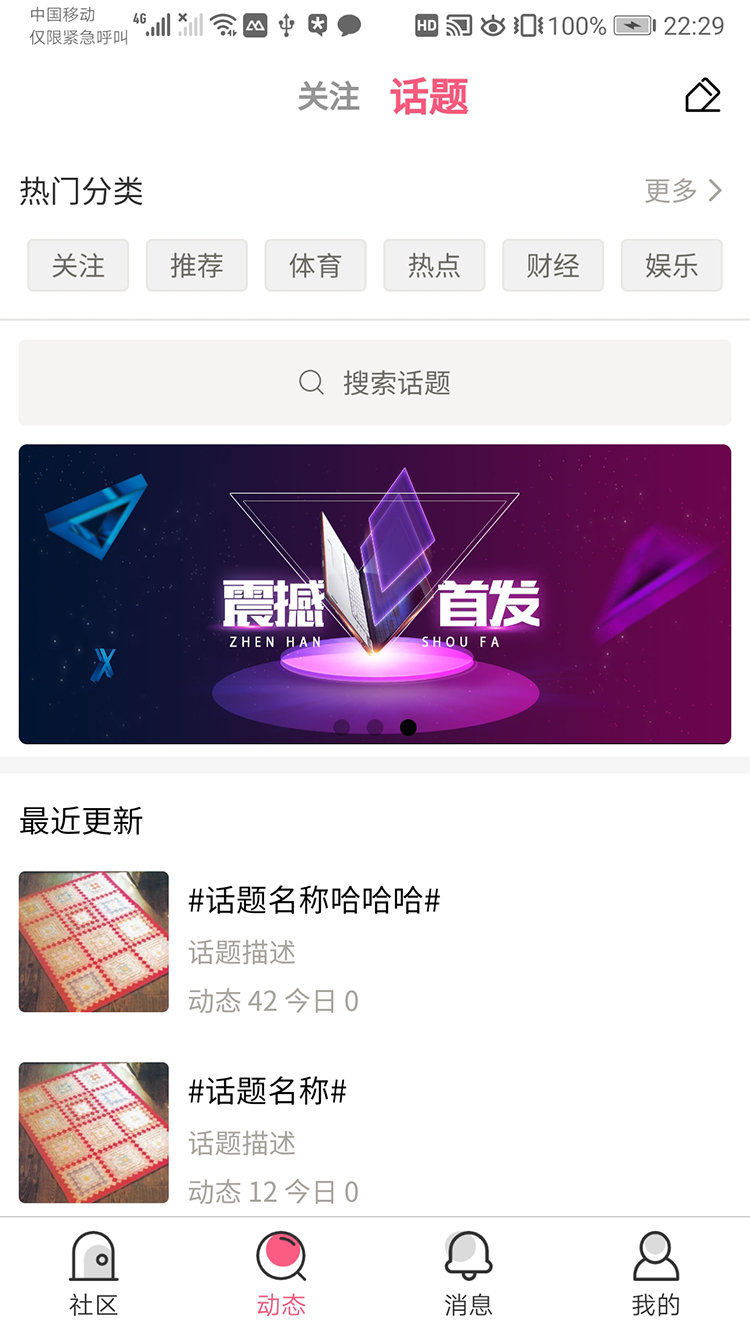 中国移动
仅限紧急呼叫
4G
HD
100%
22:29
关注 话题
热门分类
更多
关注 推荐 体育 热点 财经 娱乐
搜索话题
震撼 首发
ZHEN HAN SHOU FA
最近更新
#话题名称哈哈哈#
话题描述
动态 42 今日 0
#话题名称#
话题描述
动态 12 今日 0
社区 动态 消息 我的